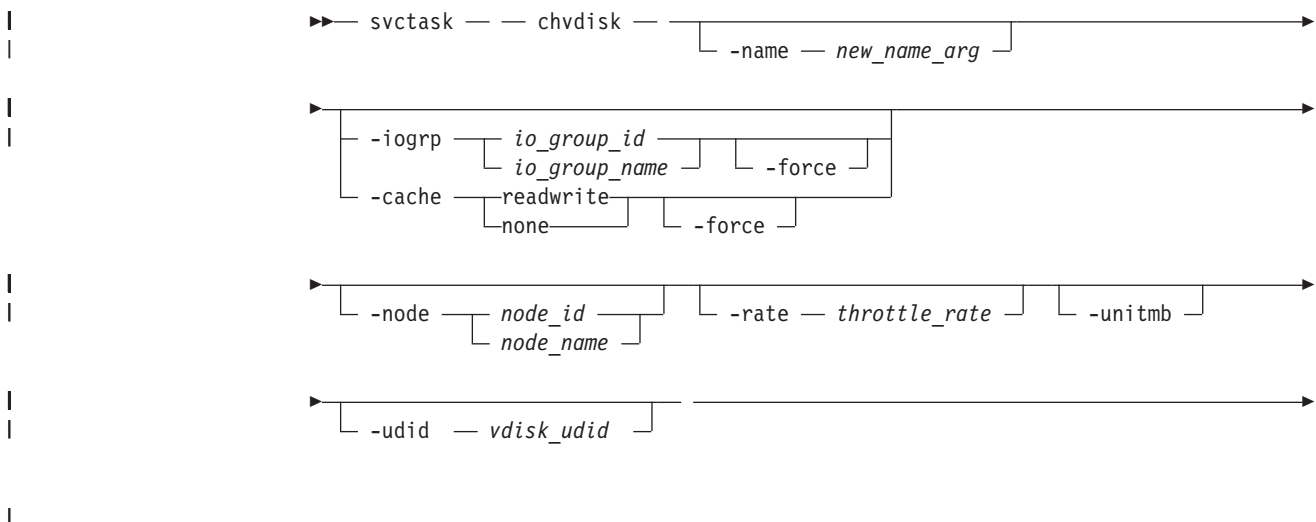 svctask chvdisk
-name new_name_arg
-iogrp io_group_id
io_group_name -force
-cache readwrite
none -force
-node node_id -rate throttle_rate -unitmb
node_name
-udid vdisk_udid